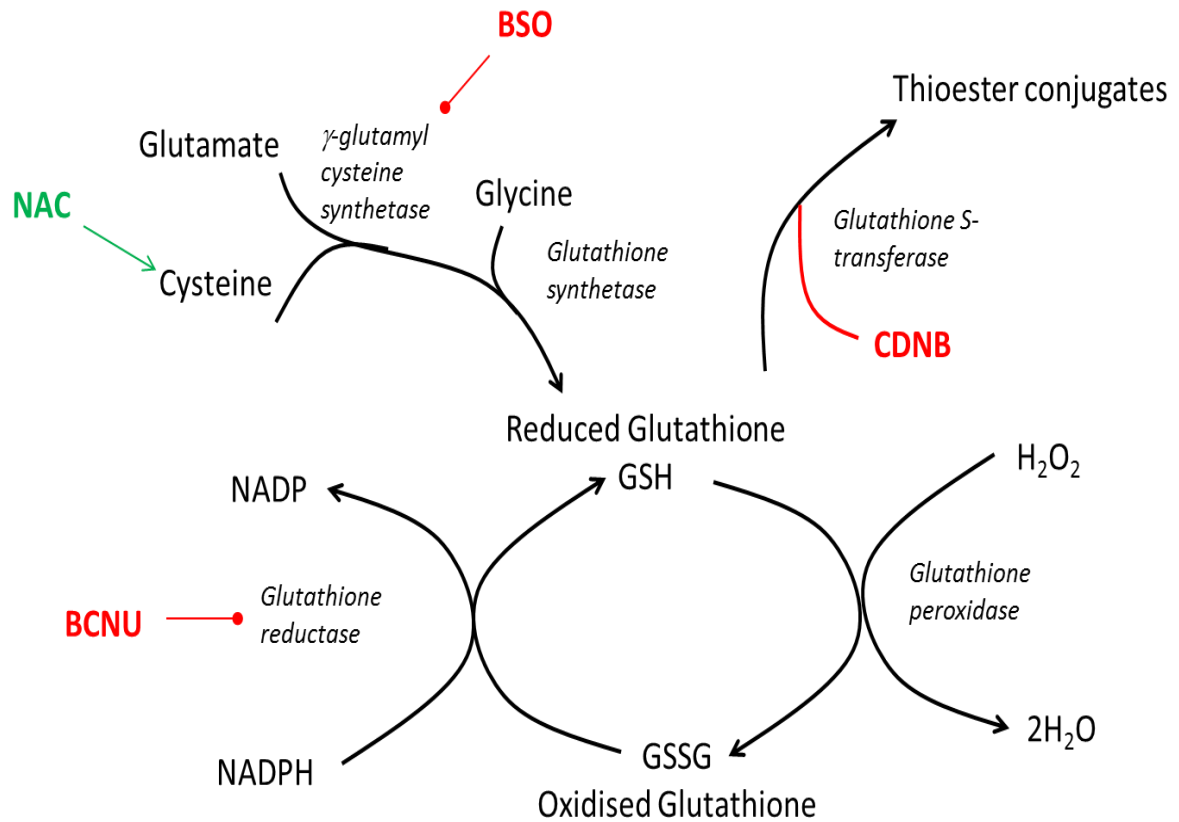 BSO
Thioester conjugates
Glutamate
γ-glutamyl
cysteine
synthetase
NAC
Glycine
Cysteine
Glutathione
synthetase
Glutathione S-
transferase
CDNB
Reduced Glutathione
GSH
H₂O₂
NADP
Glutathione
reductase
BCNU
Glutathione
peroxidase
NADPH
GSSG
Oxidised Glutathione
2H₂O